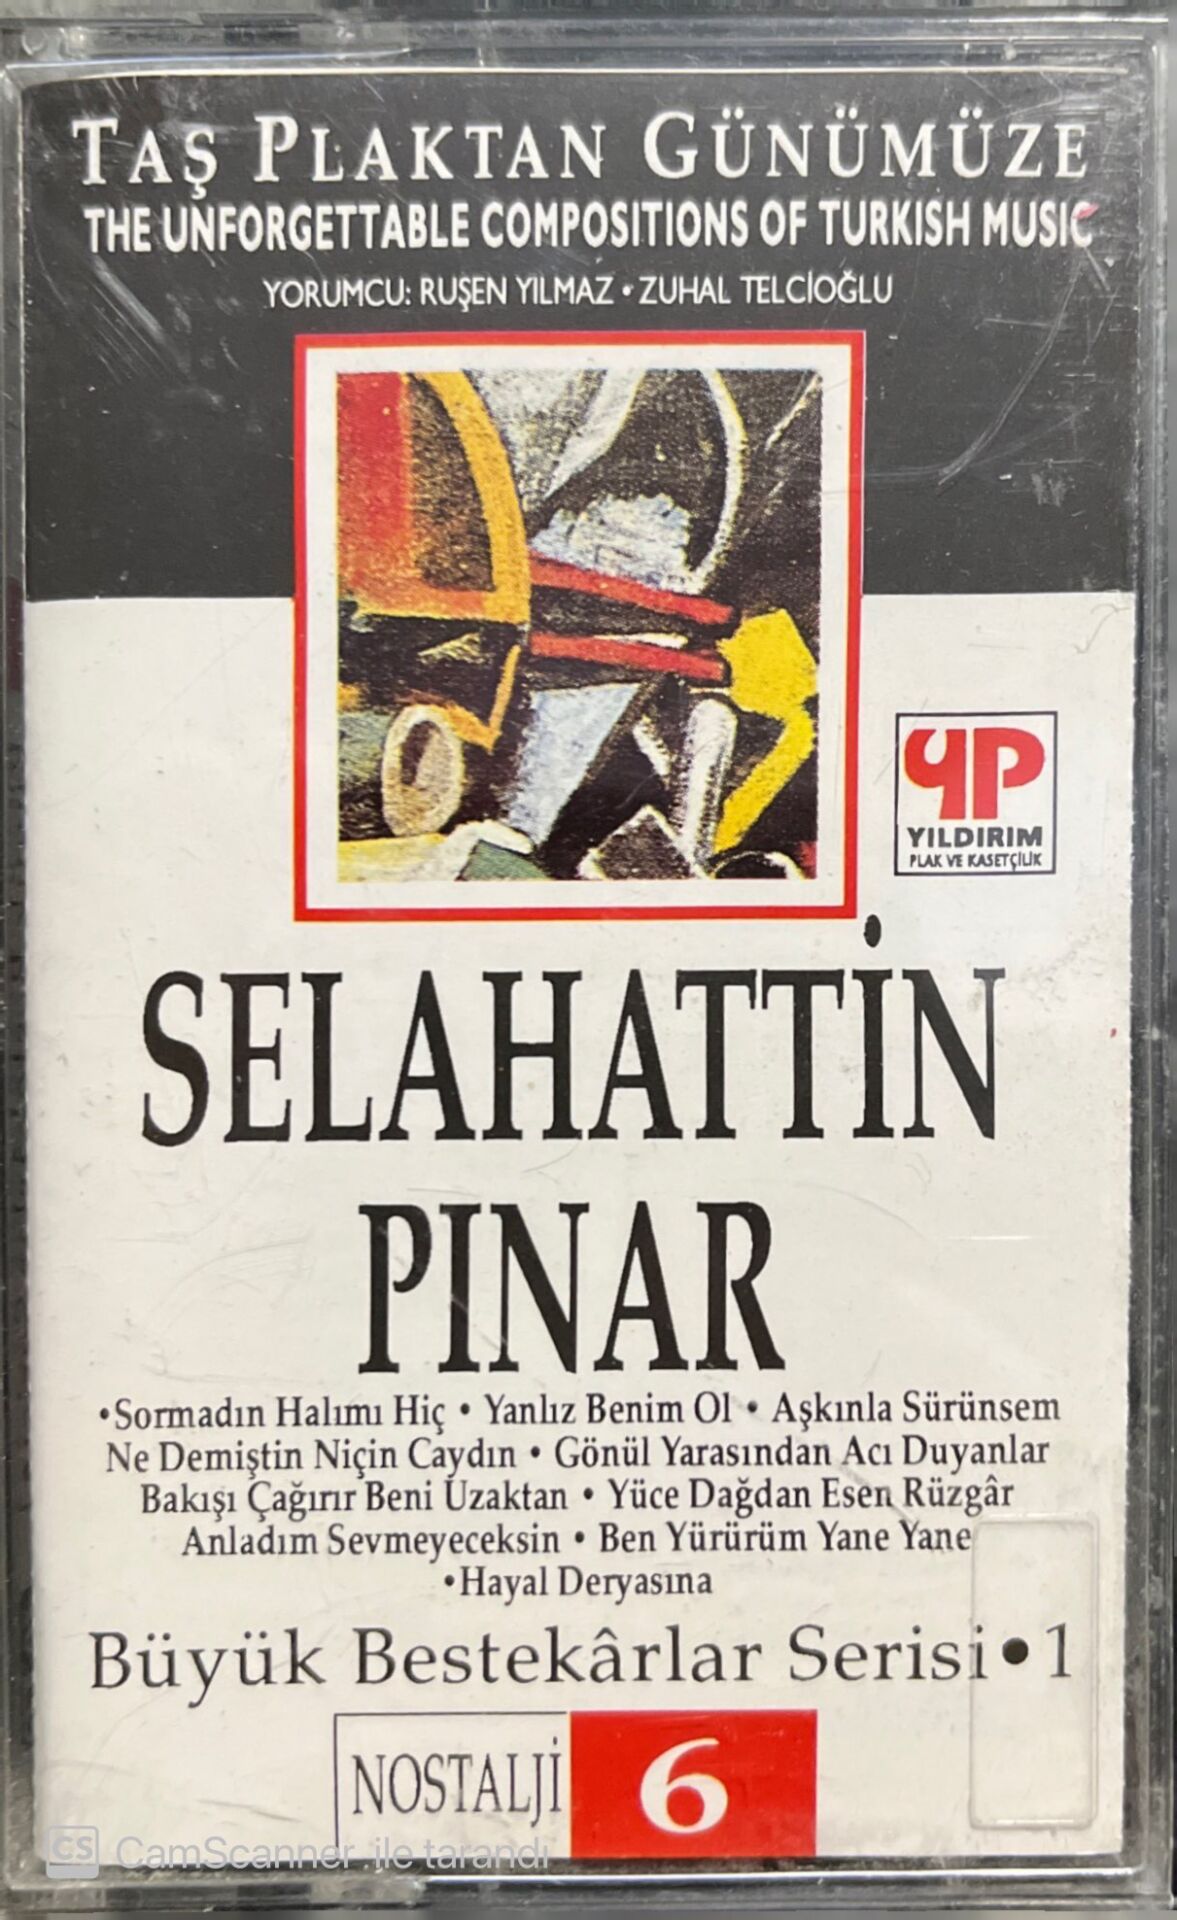 TAŞ PLAKTAN GÜNÜMÜZE
THE UNFORGETTABLE COMPOSITIONS OF TURKISH MUSIC
YORUMCU: RUŞEN YILMAZ • ZUHAL TELCİOĞLU
YP
YILDIRIM
PLAK VE KASETÇİLİK
SELAHATTİN
PINAR
•Sormadın Halımı Hiç • Yanlız Benim Ol • Aşkınla Sürünsem
Ne Demiştin Niçin Caydın • Gönül Yarasından Acı Duyanlar
Bakışı Çağırır Beni Uzaktan • Yüce Dağdan Esen Rüzgâr
Anladım Sevmeyeceksin • Ben Yürürüm Yane Yane
•Hayal Deryasına
Büyük Bestekârlar Serisi•1
NOSTALJİ 6
CS CamScanner ile tarandı